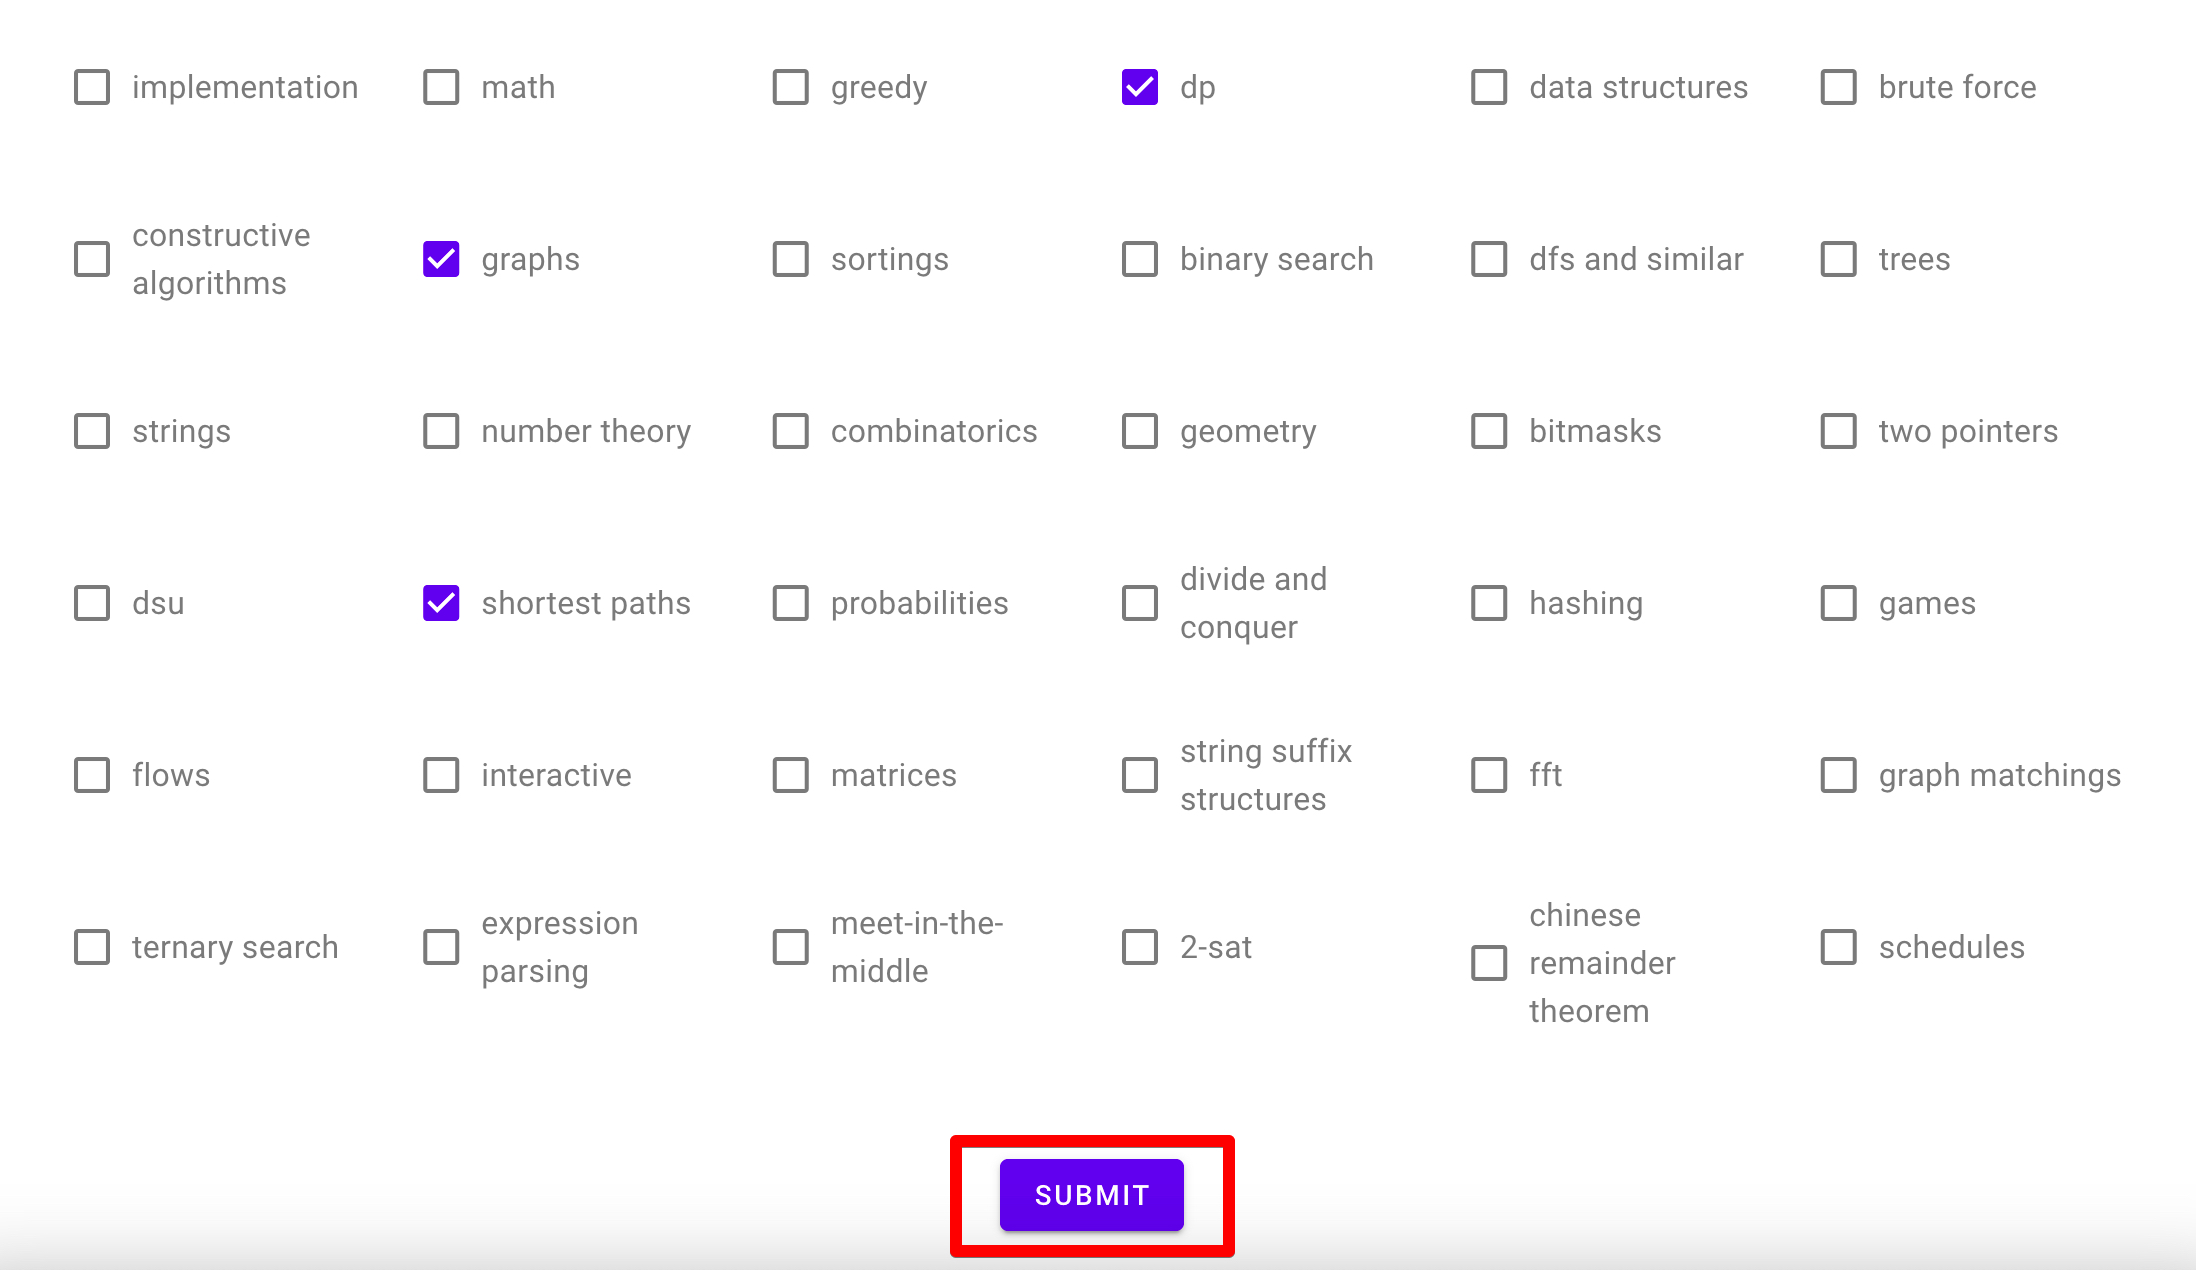 implementation
math
greedy
dp
data structures
brute force
constructive
algorithms
graphs
sortings
binary search
dfs and similar
trees
strings
number theory
combinatorics
geometry
bitmasks
two pointers
dsu
shortest paths
probabilities
divide and
conquer
hashing
games
flows
interactive
matrices
string suffix
structures
fft
graph matchings
ternary search
expression
parsing
meet-in-the-
middle
2-sat
chinese
remainder
theorem
schedules
SUBMIT